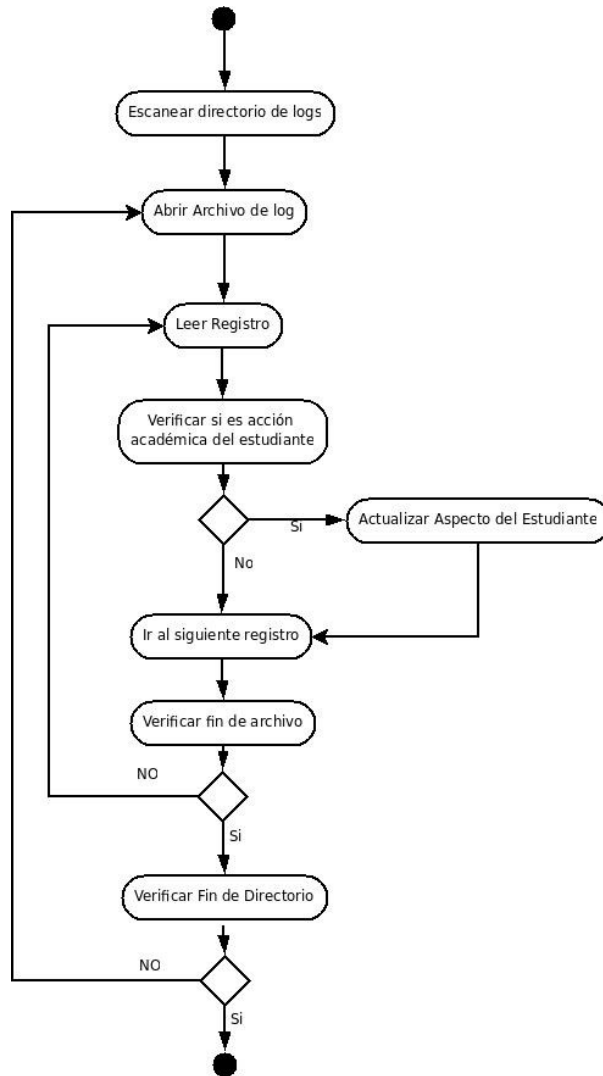 Escanear directorio de logs
Abrir Archivo de log
Leer Registro
Verificar si es acción
académica del estudiante
Si
Actualizar Aspecto del Estudiante
No
Ir al siguiente registro
Verificar fin de archivo
NO
Si
Verificar Fin de Directorio
NO
Si